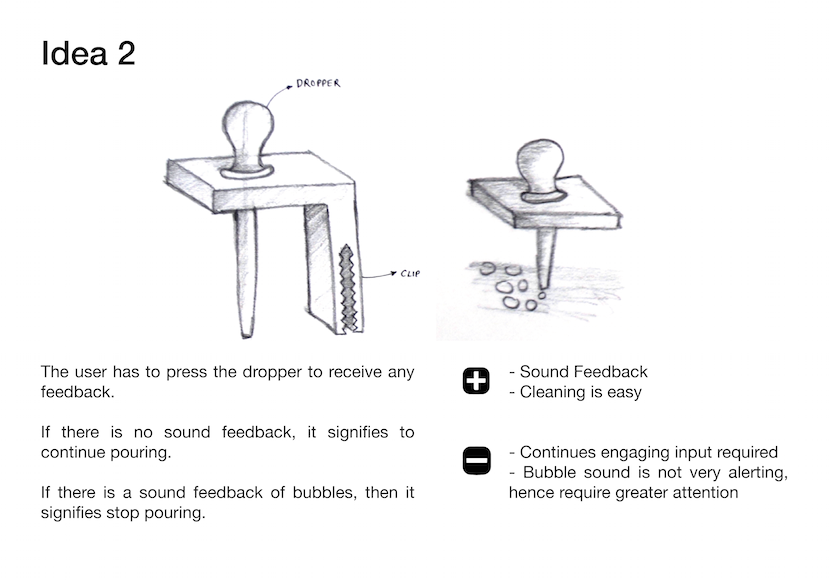 Idea 2
DROPPER
CLIP
The user has to press the dropper to receive any
feedback.
If there is no sound feedback, it signifies to
continue pouring.
If there is a sound feedback of bubbles, then it
signifies stop pouring.
- Sound Feedback
- Cleaning is easy
- Continues engaging input required
- Bubble sound is not very alerting,
hence require greater attention